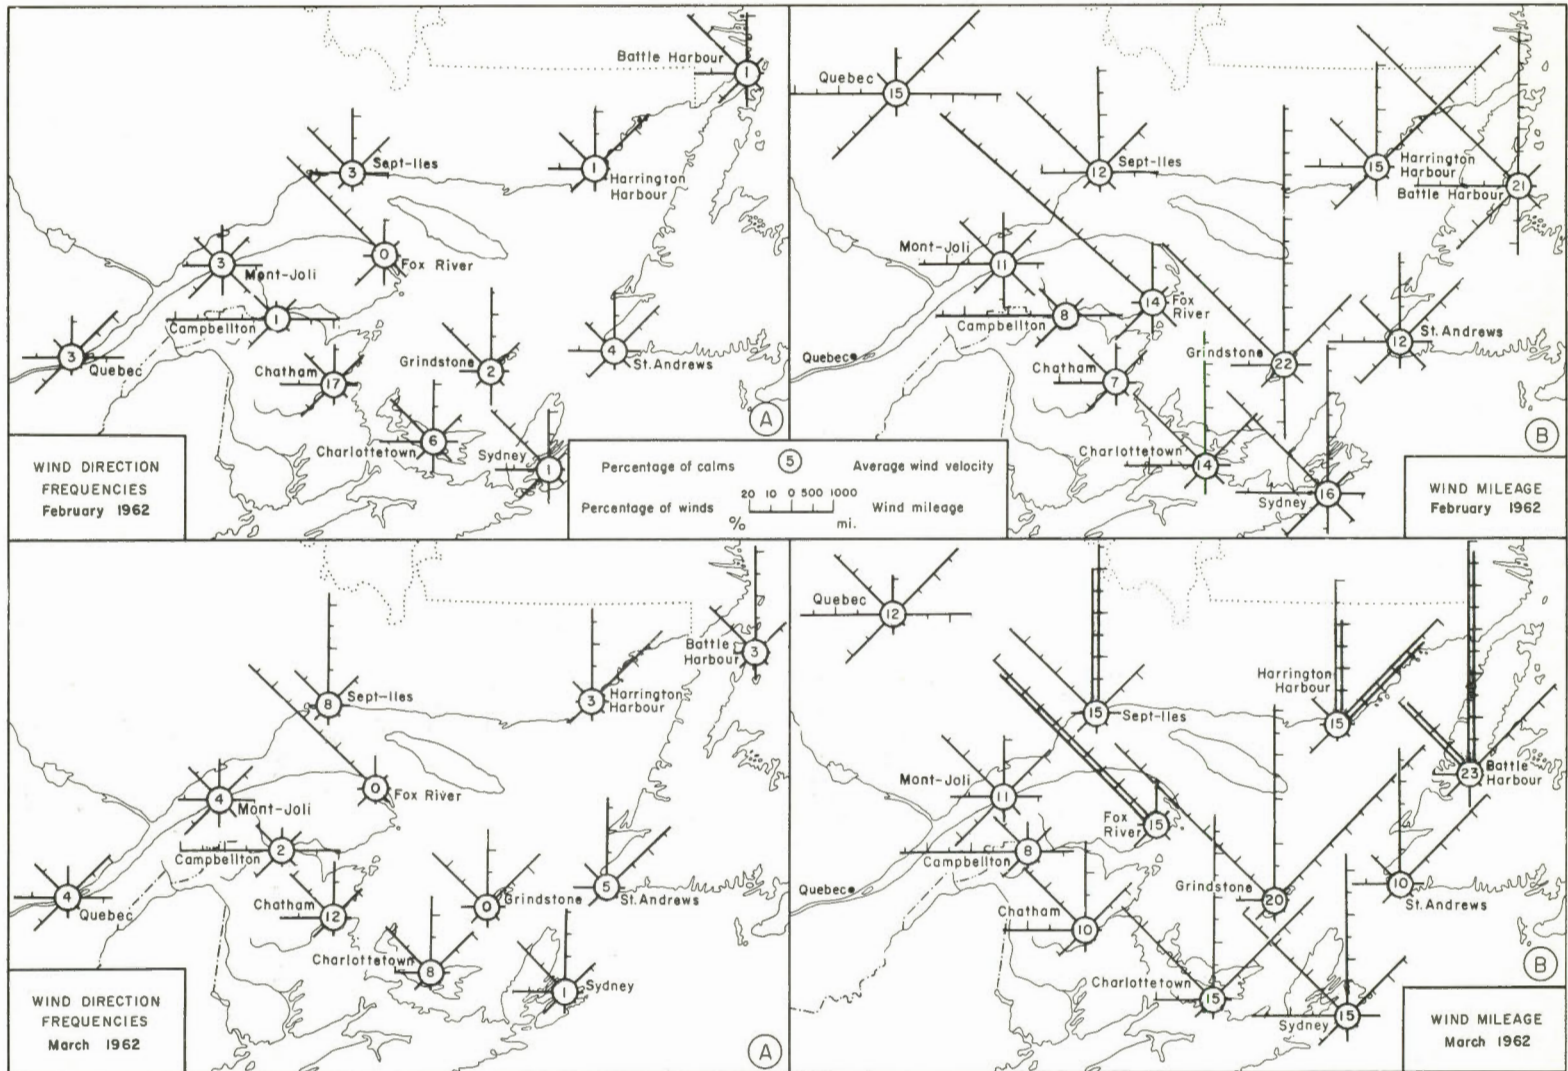 Battle Harbour
1
Sept-Iles
3
1
Harrington
Harbour
3
Mont-Joli
0
Fox River
1
Campbellton
3
Quebec
Grindstone
2
4
St. Andrews
Chatham
17
6
Charlottetown
Sydney
1
A
WIND DIRECTION
FREQUENCIES
February 1962
Quebec
15
Sept-Iles
12
15
Harrington
Harbour
Battle Harbour
21
Mont-Joli
11
14
Fox
River
Campbellton
8
Quebec
Grindstone
22
St. Andrews
12
Chatham
7
Charlottetown
14
Sydney
16
B
WIND MILEAGE
February 1962
Percentage of calms
5
Average wind velocity
Percentage of winds
20 10 0 500 1000
Wind mileage
% mi.
Battle
Harbour
3
Sept-Iles
8
3
Harrington
Harbour
4
Mont-Joli
0
Fox River
Campbellton
2
4
Quebec
Chatham
12
Grindstone
0
5
St. Andrews
Charlottetown
8
Sydney
1
A
WIND DIRECTION
FREQUENCIES
March 1962
Quebec
12
Sept-Iles
15
Harrington
Harbour
15
Battle
Harbour
23
Mont-Joli
11
Fox
River
15
Campbellton
8
Quebec
Grindstone
20
10
St. Andrews
Chatham
10
Charlottetown
15
Sydney
15
B
WIND MILEAGE
March 1962